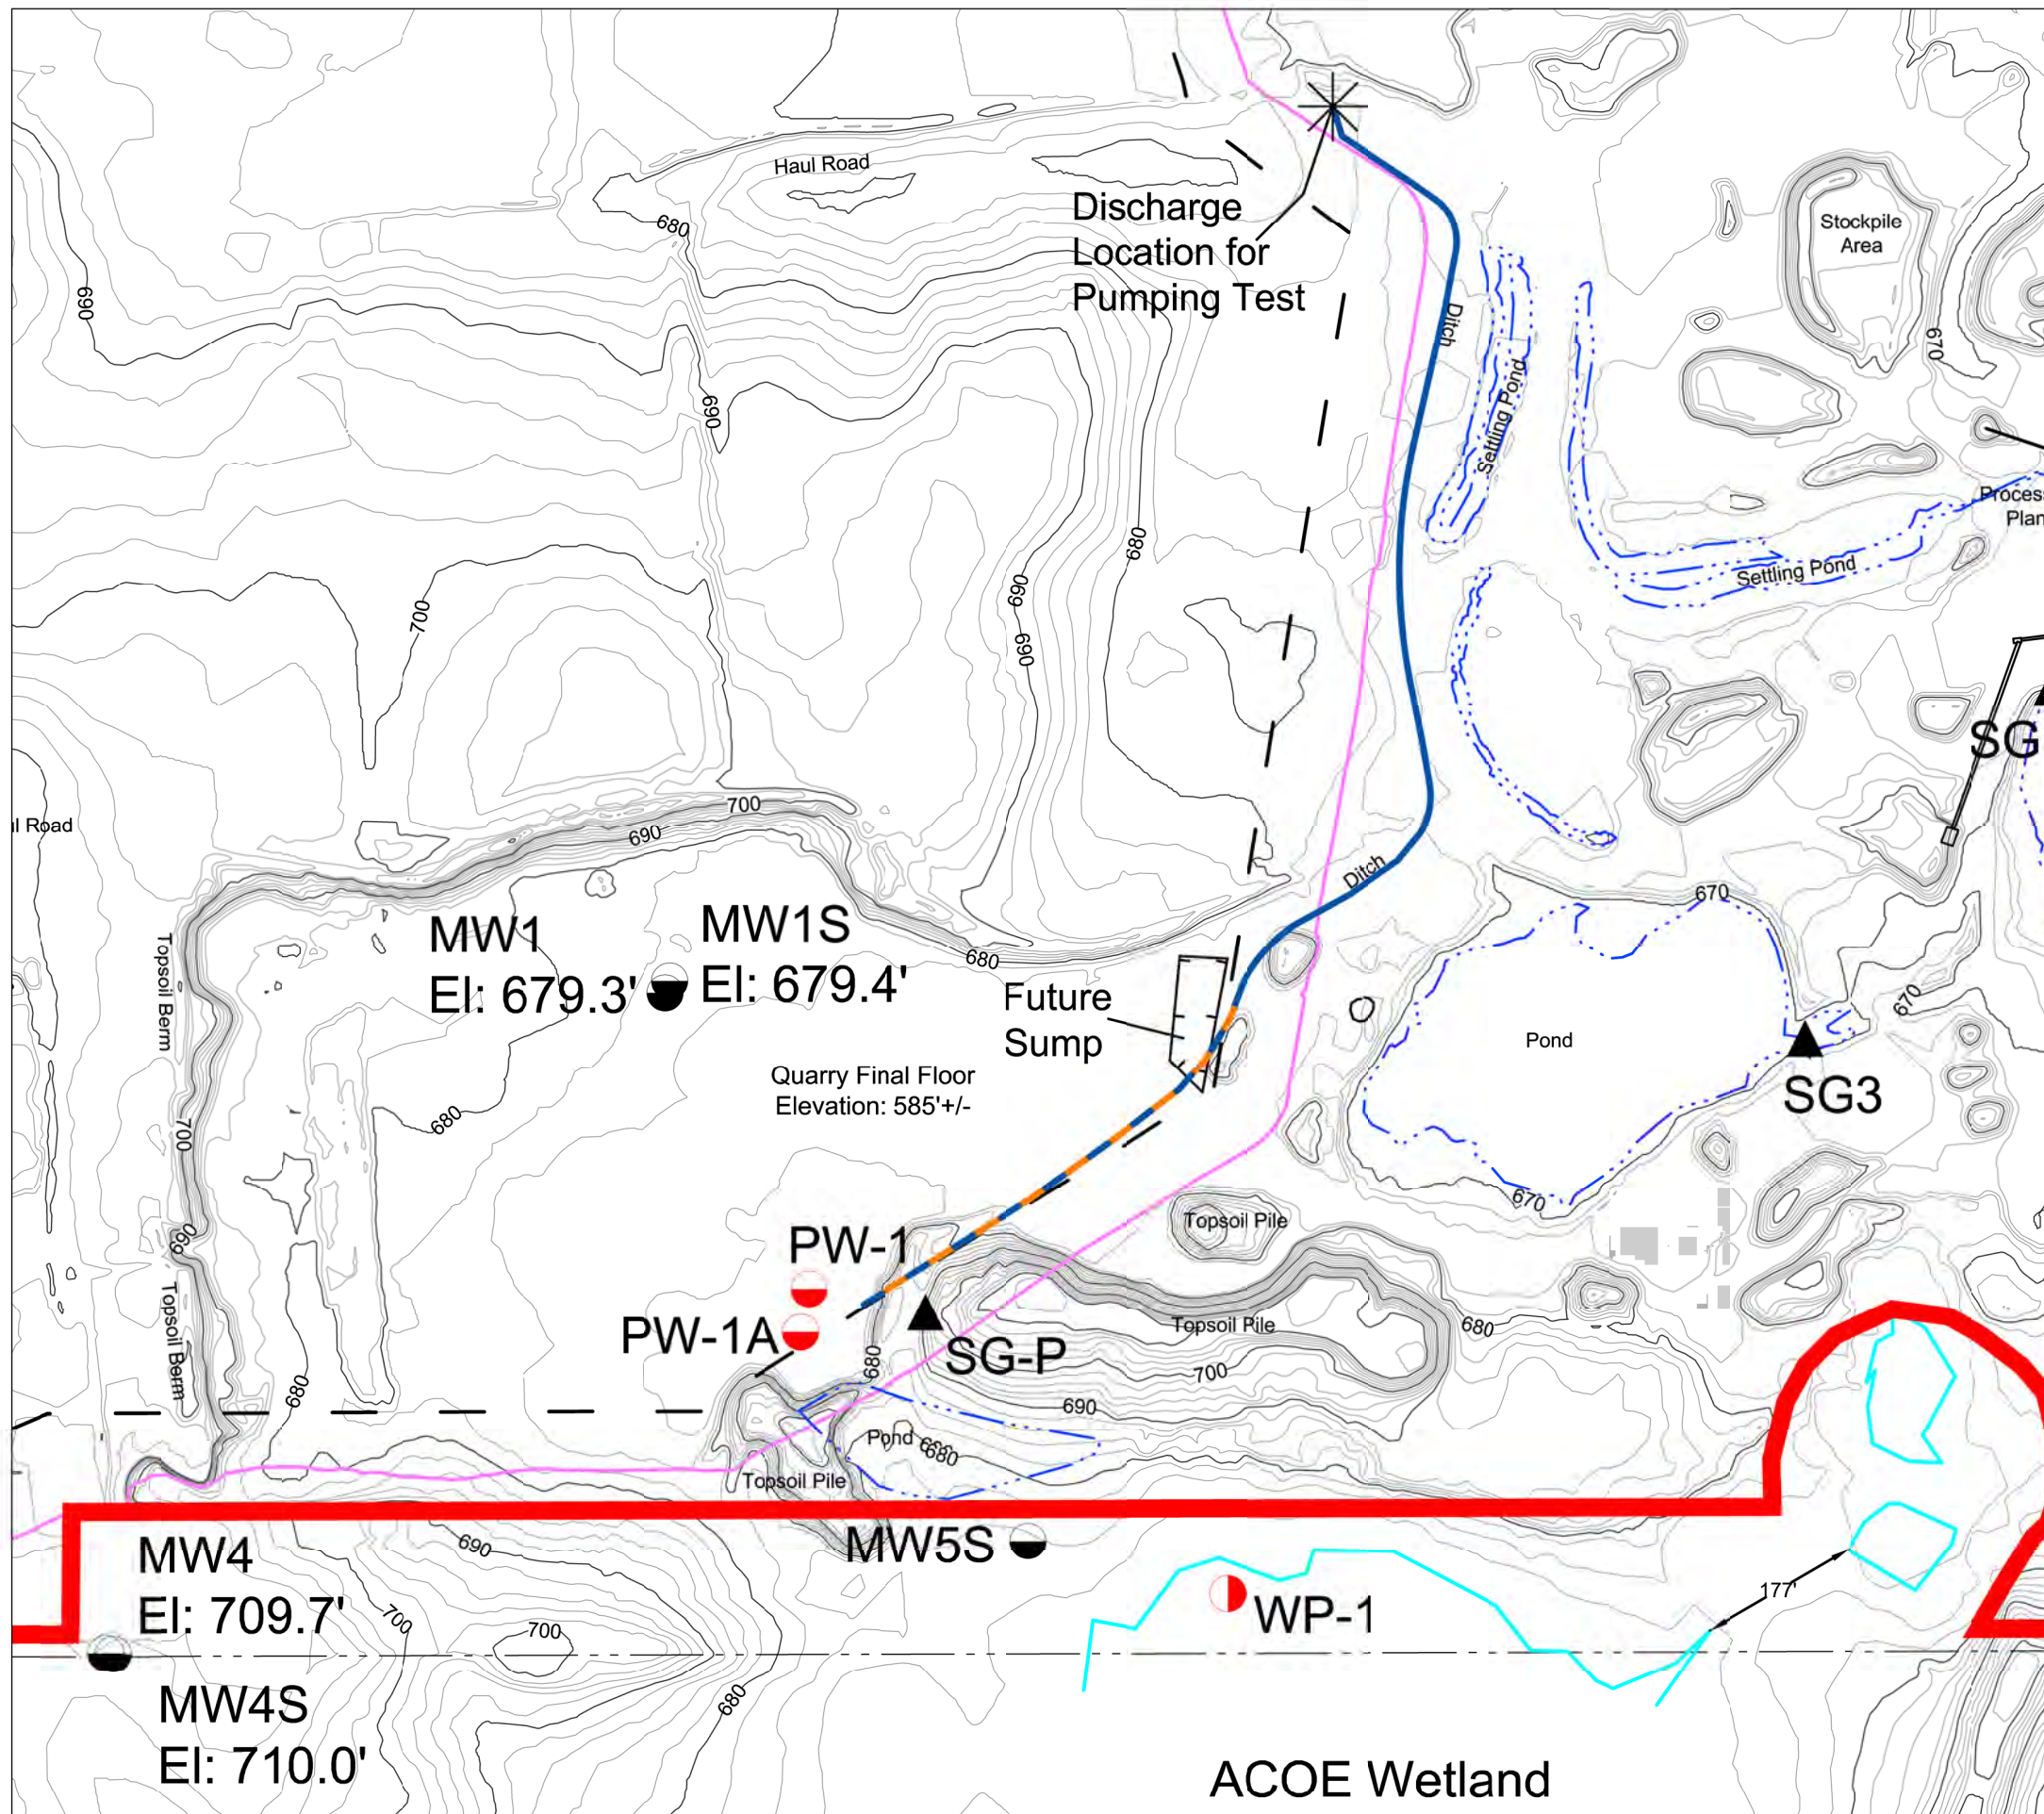 Haul Road
680
Discharge
Location for
Pumping Test
Stockpile
Area
690
670
Ditch
690
Settling Pond
Settling Pond
680
690
690
700
SG
700
690
Ditch
670
Topsoil Berm
MW1
El: 679.3'
MW1S
El: 679.4'
680
Future
Sump
670
Pond
SG3
Quarry Final Floor
Elevation: 585'+/-
680
700
670
690
Topsoil Pile
PW-1
PW-1A
SG-P
Topsoil Pile
680
680
700
690
Topsoil Berm
680
Pond
680
Topsoil Pile
MW5S
MW4
El: 709.7'
690
700
700
WP-1
177'
MW4S
El: 710.0'
680
ACOE Wetland